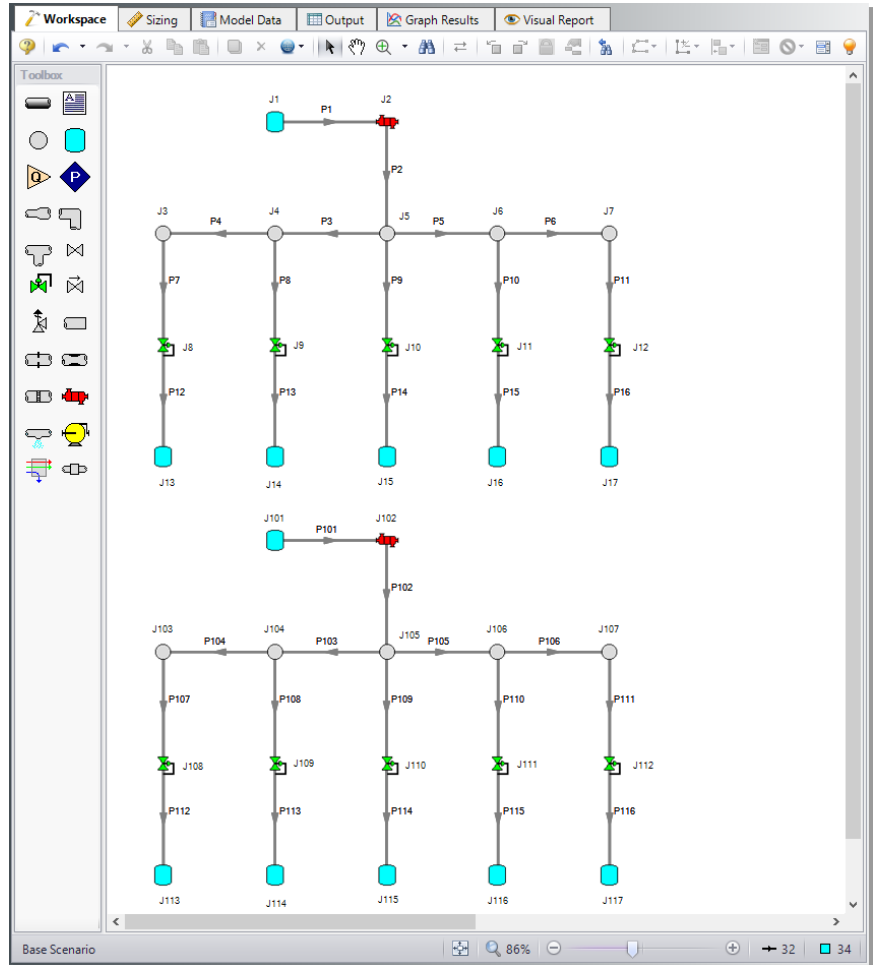 Workspace Sizing Model Data Output Graph Results Visual Report
Toolbox
A
Q P
J1 P1 J2
P2
J3 P4 J4 P3 J5 P5 J6 P6 J7
P7 P8 P9 P10 P11
J8 J9 J10 J11 J12
P12 P13 P14 P15 P16
J13 J14 J15 J16 J17
J101 P101 J102
P102
J103 P104 J104 P103 J105 P105 J106 P106 J107
P107 P108 P109 P110 P111
J108 J109 J110 J111 J112
P112 P113 P114 P115 P116
J113 J114 J115 J116 J117
Base Scenario 86% 32 34